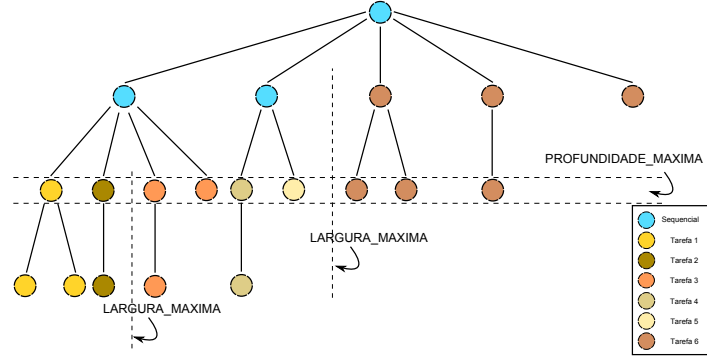 PROFUNDIDADE_MAXIMA
LARGURA_MAXIMA
LARGURA_MAXIMA
Sequencial
Tarefa 1
Tarefa 2
Tarefa 3
Tarefa 4
Tarefa 5
Tarefa 6